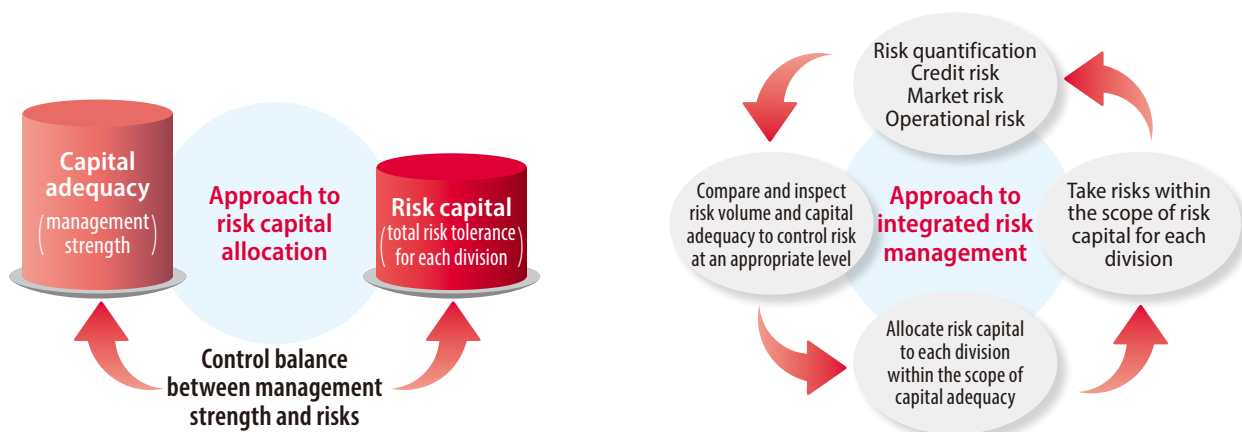 Capital
adequacy
(management
strength)
Approach to
risk capital
allocation
Risk capital
(total risk tolerance
for each division)
Control balance
between management
strength and risks
Risk quantification
Credit risk
Market risk
Operational risk
Compare and inspect
risk volume and capital
adequacy to control risk
at an appropriate level
Approach to
integrated risk
management
Take risks within
the scope of risk
capital for each
division
Allocate risk capital
to each division
within the scope of
capital adequacy